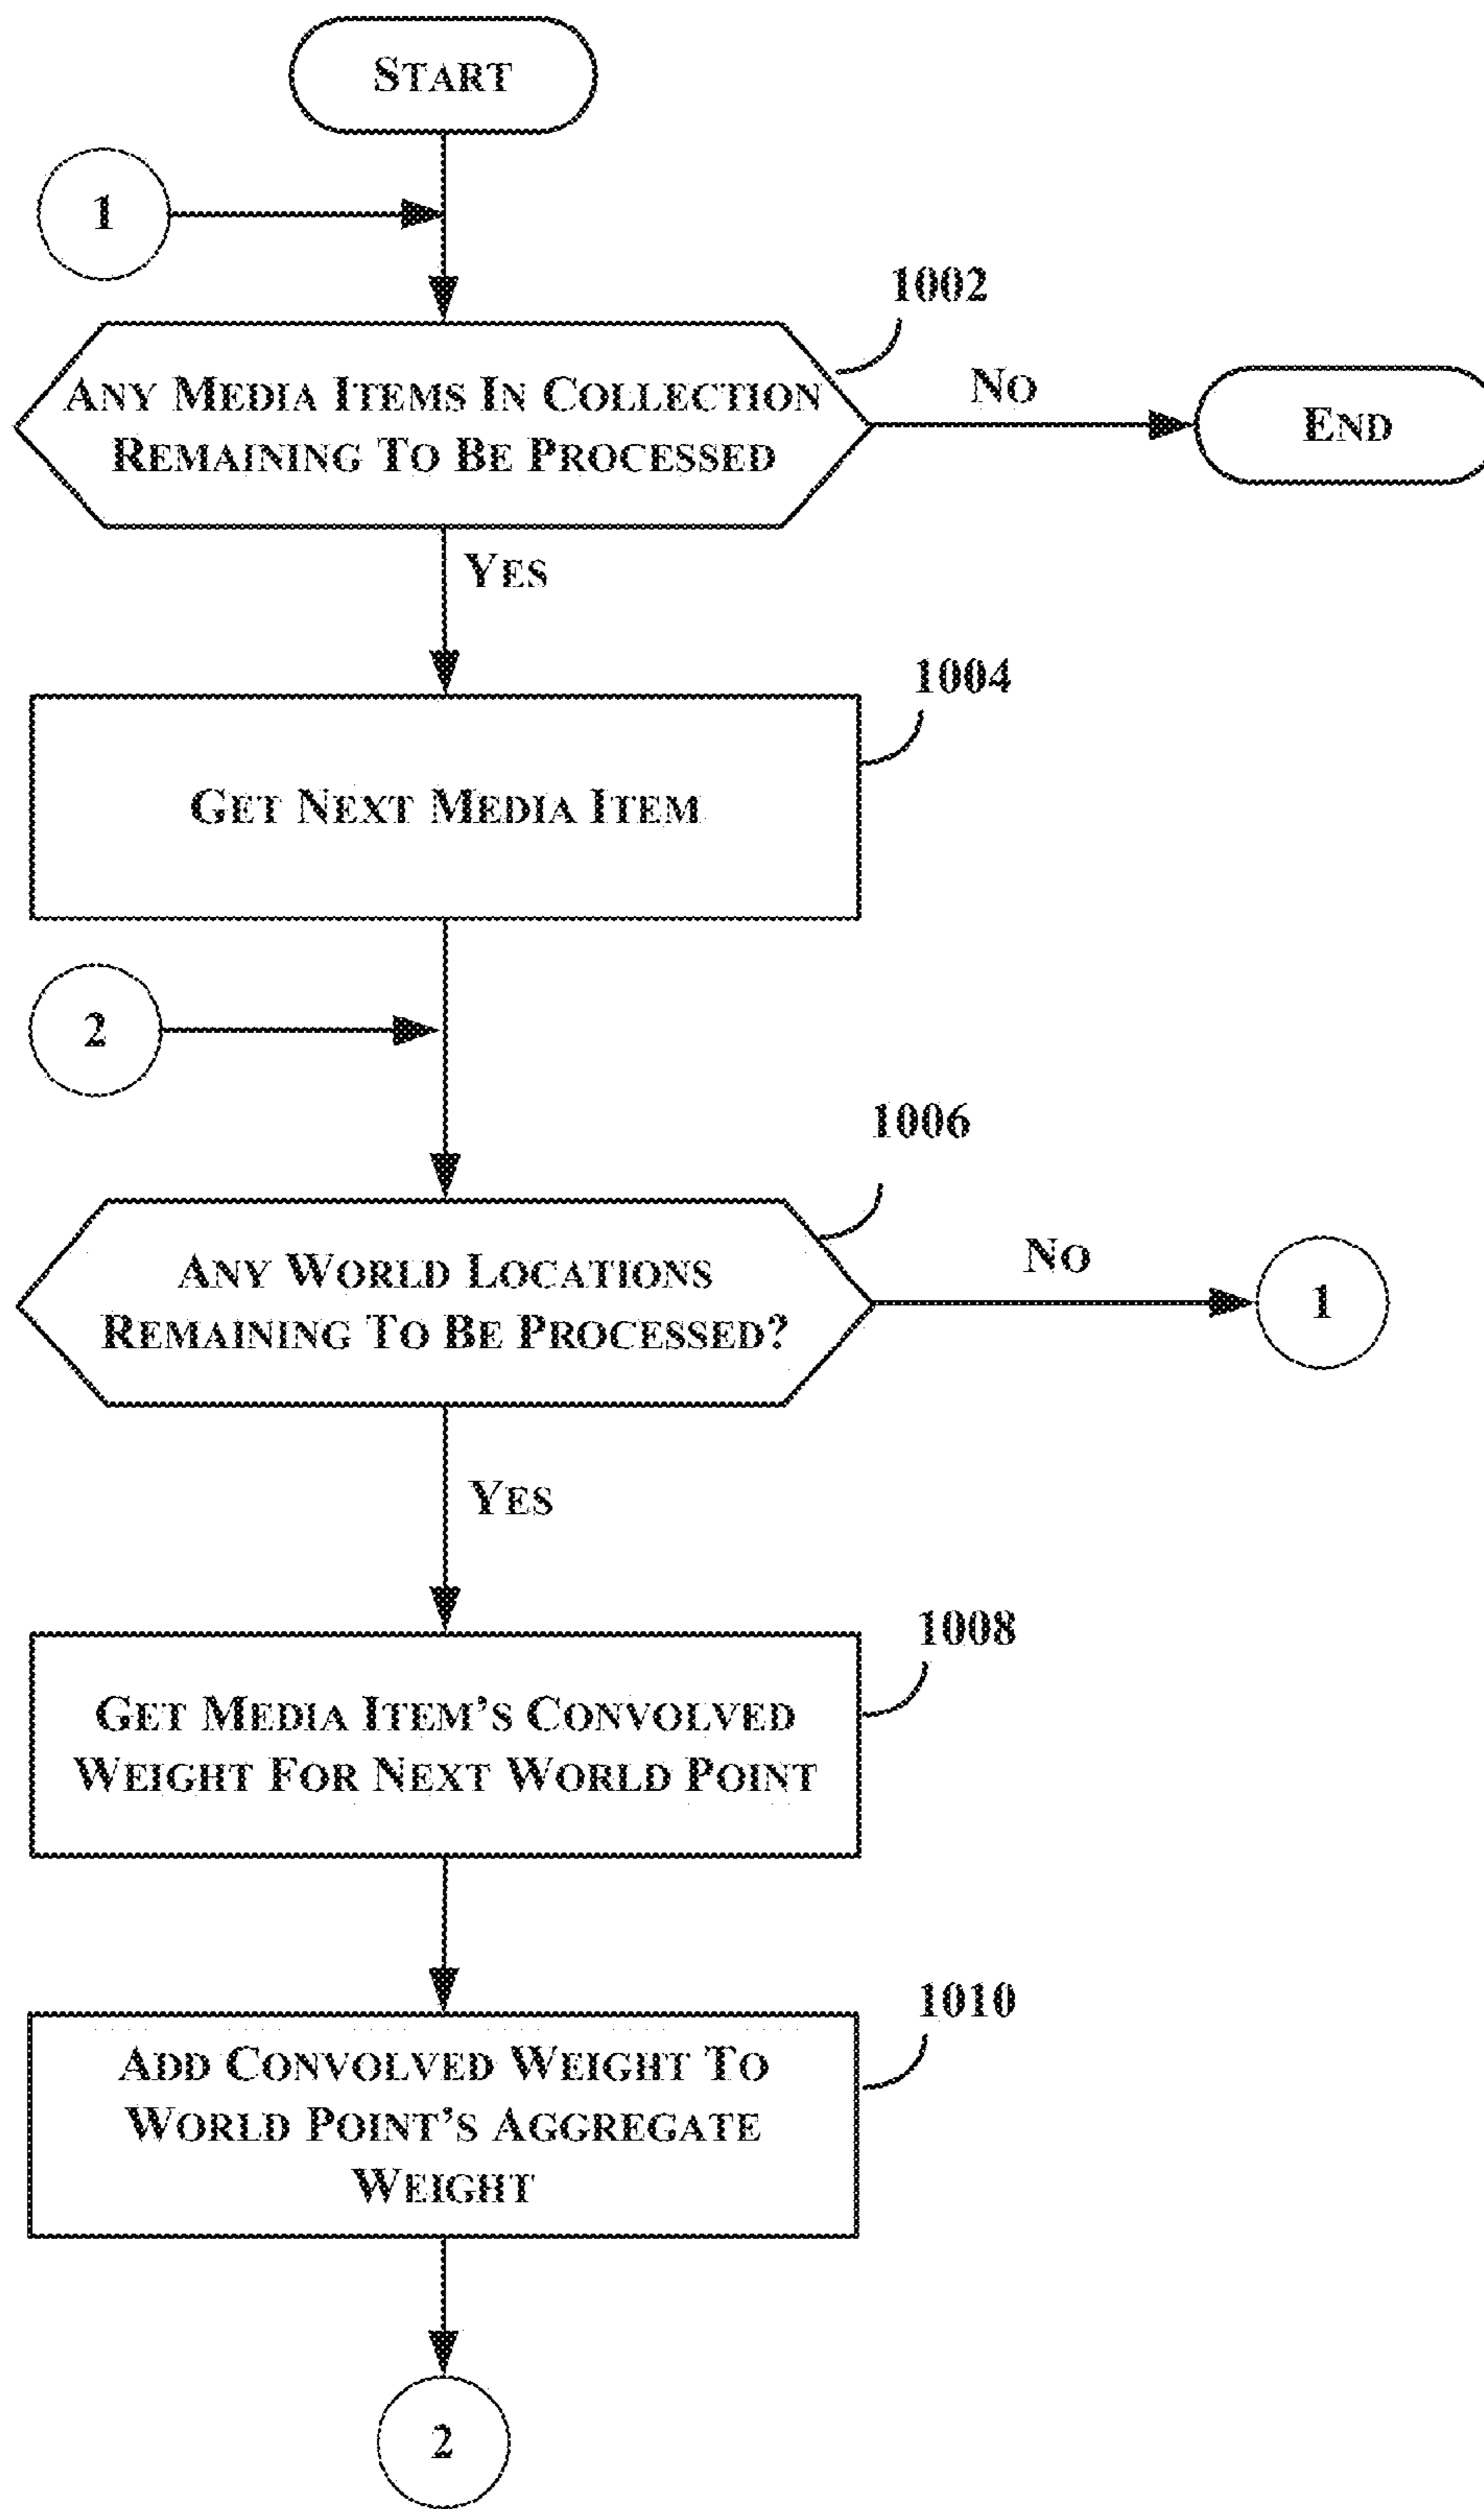 START
1
1002
ANY MEDIA ITEMS IN COLLECTION
REMAINING TO BE PROCESSED
NO
END
YES
1004
GET NEXT MEDIA ITEM
2
1006
ANY WORLD LOCATIONS
REMAINING TO BE PROCESSED?
NO
1
YES
1008
GET MEDIA ITEM'S CONVOLVED
WEIGHT FOR NEXT WORLD POINT
1010
ADD CONVOLVED WEIGHT TO
WORLD POINT'S AGGREGATE
WEIGHT
2